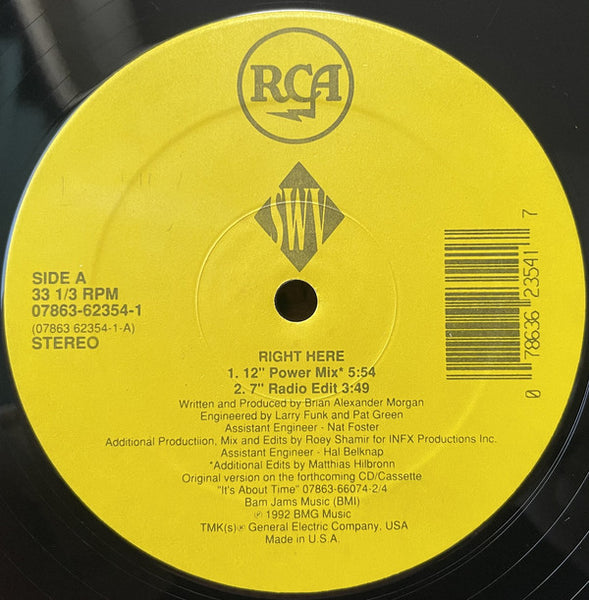 RCA
SWV
SIDE A
33 1/3 RPM
07863-62354-1
(07863 62354-1-A)
STEREO
0 78636 23541 7
RIGHT HERE
1. 12" Power Mix* 5:54
2. 7" Radio Edit 3:49
Written and Produced by Brian Alexander Morgan
Engineered by Larry Funk and Pat Green
Assistant Engineer - Nat Foster
Additional Productiion, Mix and Edits by Roey Shamir for INFX Productions Inc.
Assistant Engineer - Hal Belknap
*Additional Edits by Matthias Hilbronn
Original version on the forthcoming CD/Cassette
"It's About Time" 07863-66074-2/4
Bam Jams Music (BMI)
℗ 1992 BMG Music
TMK(s)® General Electric Company, USA
Made in U.S.A.